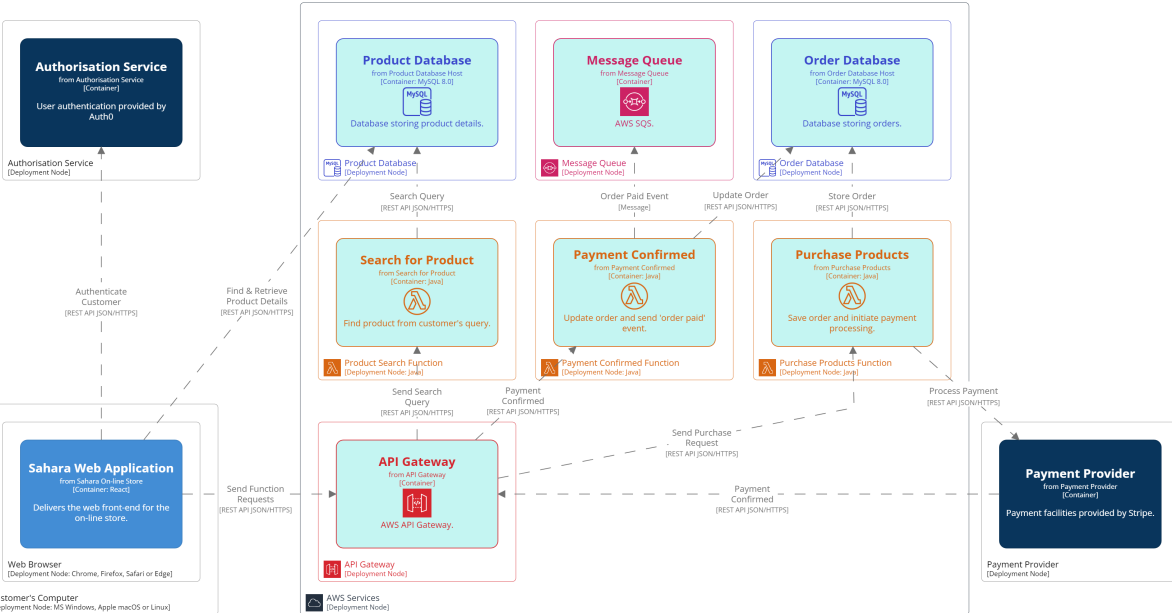 Authorisation Service
from Authorisation Service
[Container]
User authentication provided by
Auth0
Authorisation Service
[Deployment Node]
Product Database
from Product Database Host
[Container: MySQL 8.0]
MySQL
Database storing product details.
MySQL
Product Database
[Deployment Node]
Message Queue
from Message Queue
[Container]
AWS SQS.
Message Queue
[Deployment Node]
Order Database
from Order Database Host
[Container: MySQL 8.0]
MySQL
Database storing orders.
MySQL
Order Database
[Deployment Node]
Search Query
[REST API JSON/HTTPS]
Order Paid Event
[Message]
Update Order
[REST API JSON/HTTPS]
Store Order
[REST API JSON/HTTPS]
Search for Product
from Search for Product
[Container: Java]
Find product from customer's query.
Product Search Function
[Deployment Node: Java]
Payment Confirmed
from Payment Confirmed
[Container: Java]
Update order and send 'order paid'
event.
Payment Confirmed Function
[Deployment Node: Java]
Purchase Products
from Purchase Products
[Container: Java]
Save order and initiate payment
processing.
Purchase Products Function
[Deployment Node: Java]
Authenticate
Customer
[REST API JSON/HTTPS]
Find & Retrieve
Product Details
[REST API JSON/HTTPS]
Send Search
Query
[REST API JSON/HTTPS]
Payment
Confirmed
[REST API JSON/HTTPS]
Process Payment
[REST API JSON/HTTPS]
Send Purchase
Request
[REST API JSON/HTTPS]
Sahara Web Application
from Sahara On-line Store
[Container: React]
Delivers the web front-end for the
on-line store.
Web Browser
[Deployment Node: Chrome, Firefox, Safari or Edge]
stomer's Computer
ployment Node: MS Windows, Apple macOS or Linux]
Send Function
Requests
[REST API JSON/HTTPS]
API Gateway
from API Gateway
[Container]
AWS API Gateway.
API Gateway
[Deployment Node]
AWS Services
[Deployment Node]
Payment
Confirmed
[REST API JSON/HTTPS]
Payment Provider
from Payment Provider
[Container]
Payment facilities provided by Stripe.
Payment Provider
[Deployment Node]